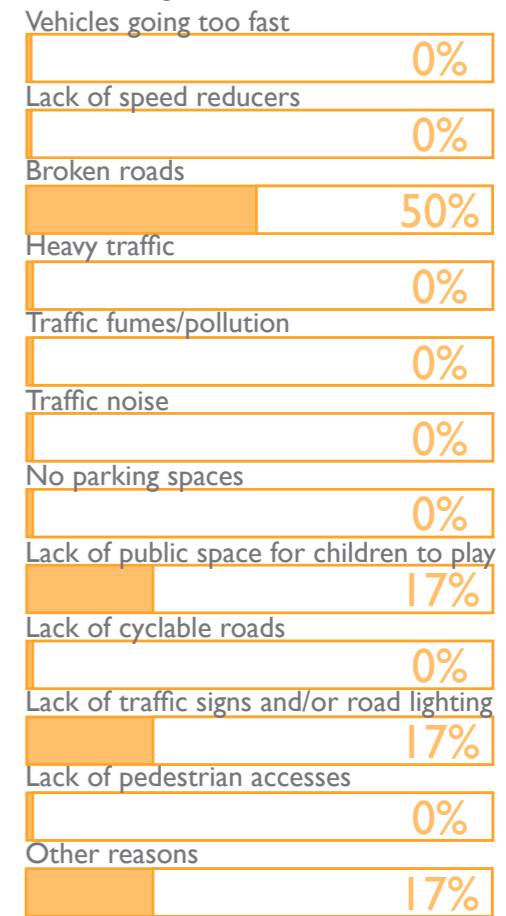 Vehicles going too fast
0%
Lack of speed reducers
0%
Broken roads
50%
Heavy traffic
0%
Traffic fumes/pollution
0%
Traffic noise
0%
No parking spaces
0%
Lack of public space for children to play
17%
Lack of cyclable roads
0%
Lack of traffic signs and/or road lighting
17%
Lack of pedestrian accesses
0%
Other reasons
17%